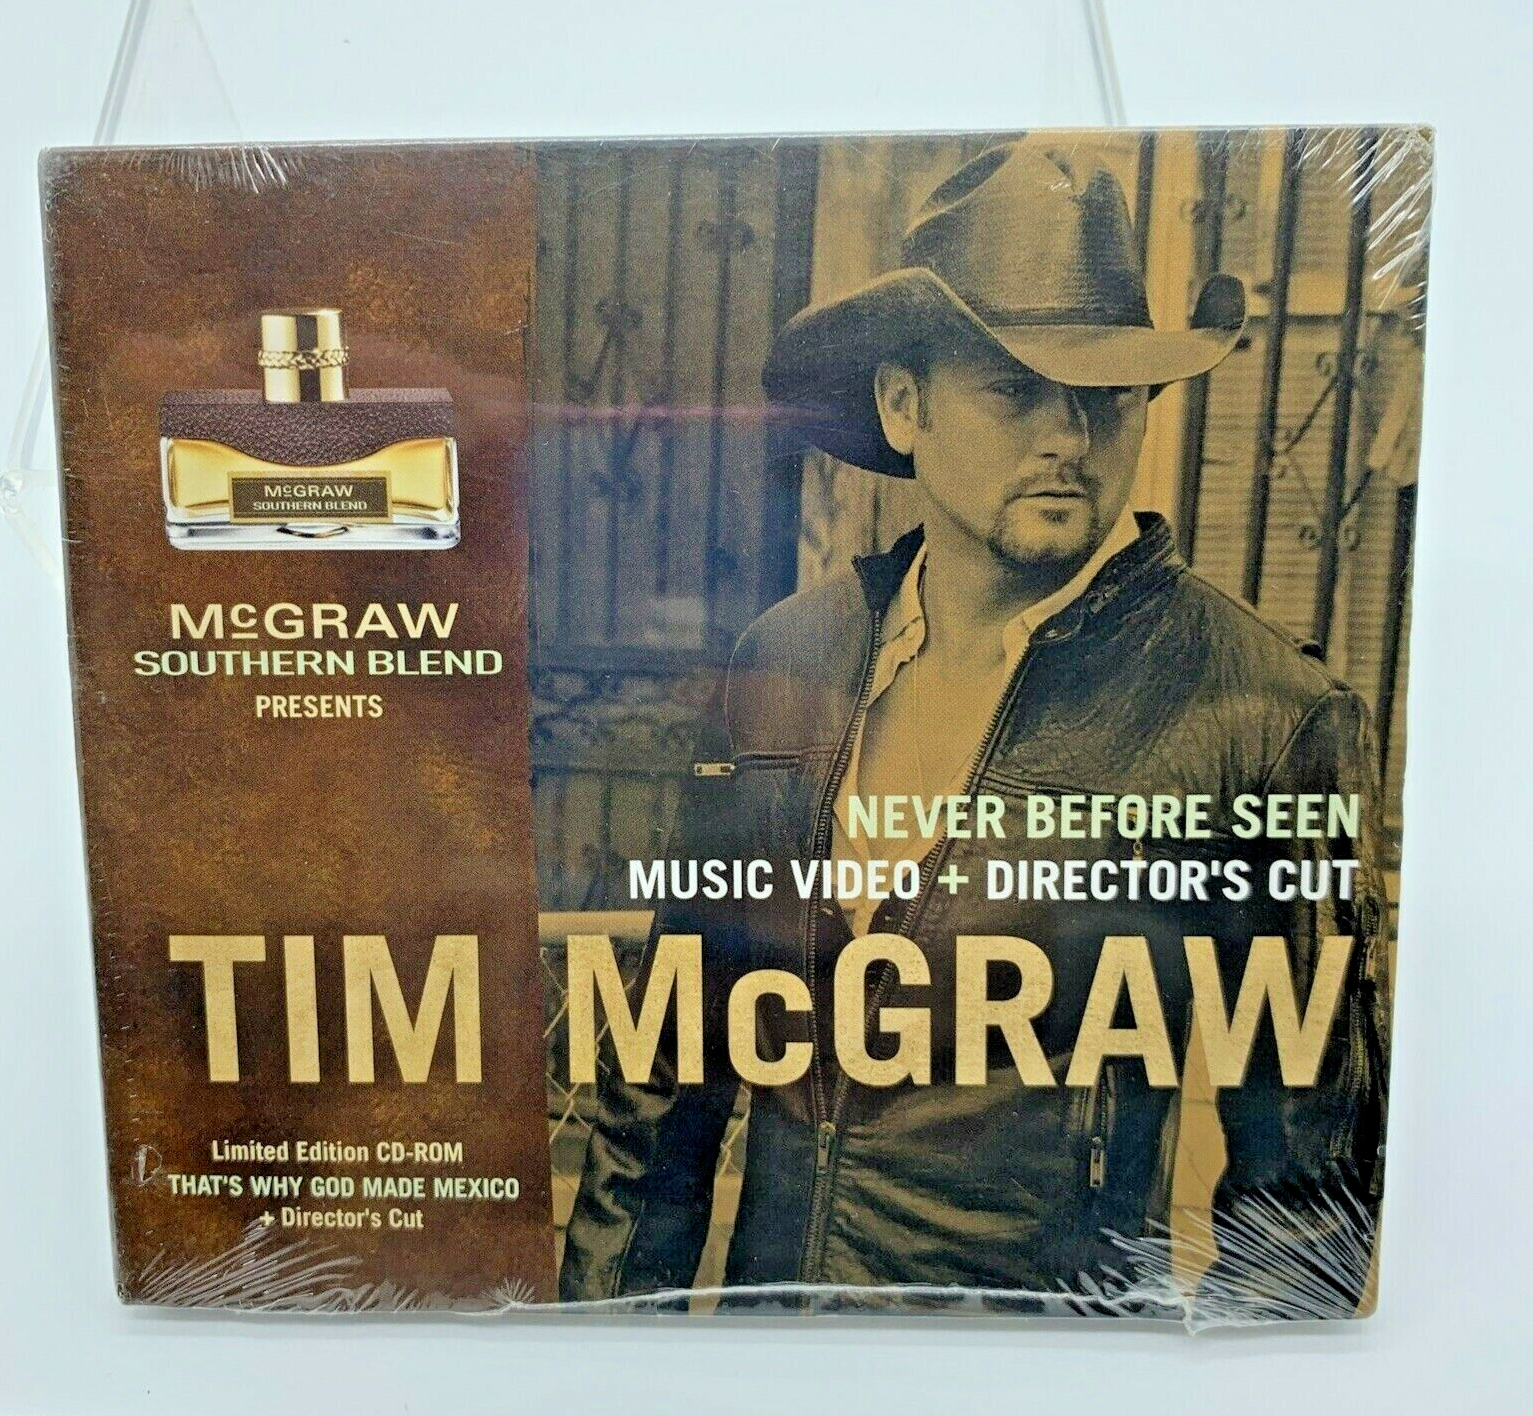 McGRAW
SOUTHERN BLEND
McGRAW
SOUTHERN BLEND
PRESENTS
NEVER BEFORE SEEN
MUSIC VIDEO + DIRECTOR'S CUT
TIM McGRAW
Limited Edition CD-ROM
THAT'S WHY GOD MADE MEXICO
+ Director's Cut